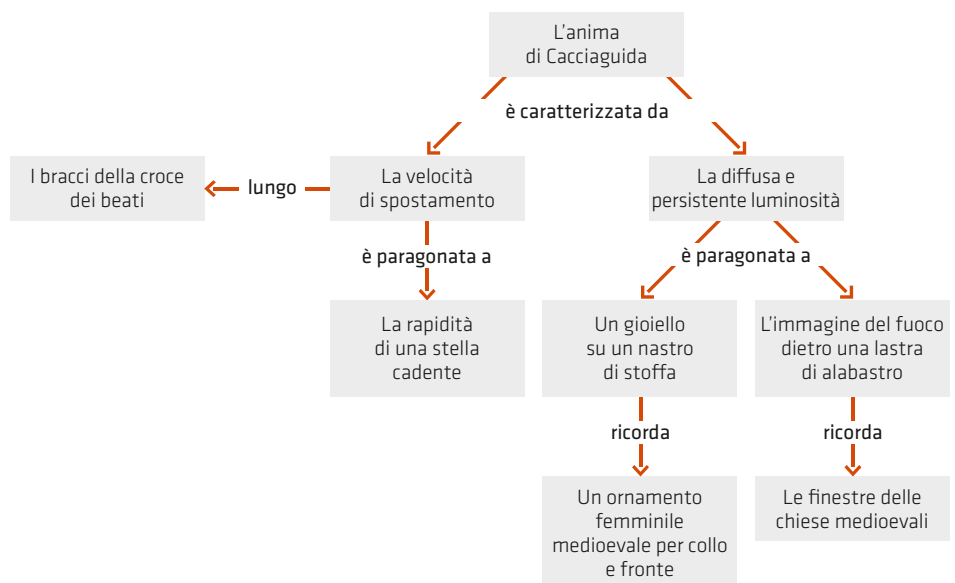 L'anima
di Cacciaguida
è caratterizzata da
I bracci della croce
dei beati
lungo
La velocità
di spostamento
La diffusa e
persistente luminosità
è paragonata a
è paragonata a
La rapidità
di una stella
cadente
Un gioiello
su un nastro
di stoffa
L'immagine del fuoco
dietro una lastra
di alabastro
ricorda
ricorda
Un ornamento
femminile
medioevale per collo
e fronte
Le finestre delle
chiese medioevali